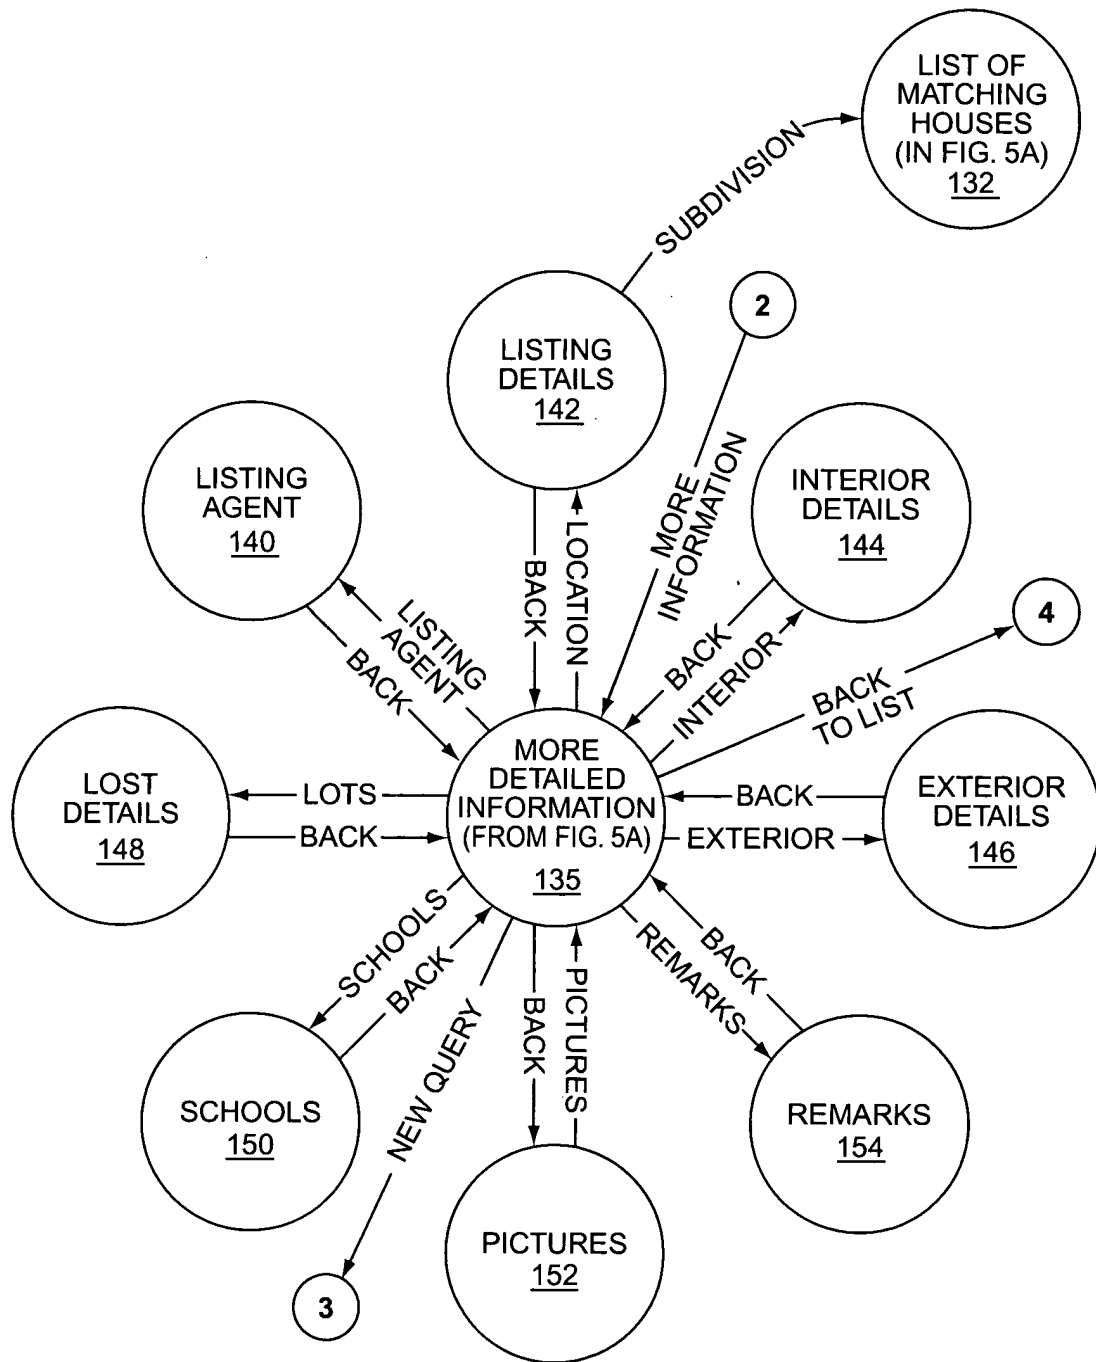 LIST OF
MATCHING
HOUSES
(IN FIG. 5A)
132
SUBDIVISION
2
LISTING
DETAILS
142
MORE
INFORMATION
LISTING
AGENT
140
INTERIOR
DETAILS
144
BACK
LOCATION
LISTING
AGENT
BACK
BACK
INTERIOR
4
BACK
TO LIST
LOST
DETAILS
148
LOTS
BACK
MORE
DETAILED
INFORMATION
(FROM FIG. 5A)
135
BACK
EXTERIOR
EXTERIOR
DETAILS
146
SCHOOLS
BACK
NEW QUERY
BACK
PICTURES
REMARKS
BACK
SCHOOLS
150
PICTURES
152
REMARKS
154
3